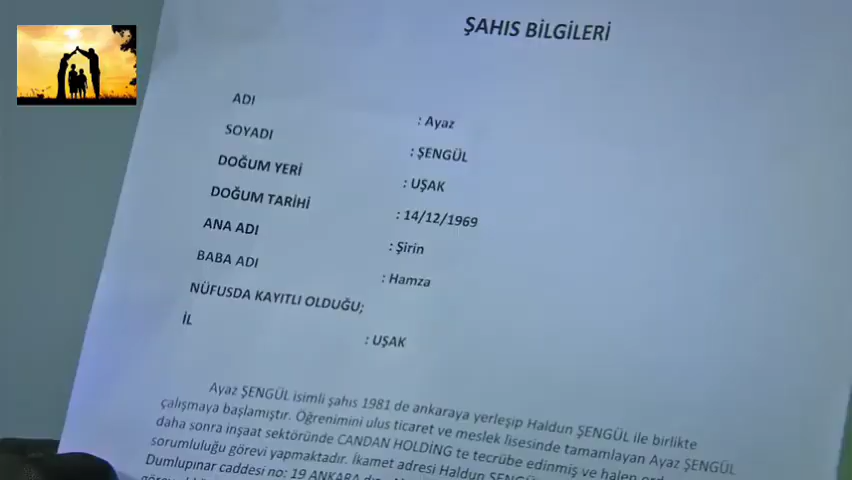 ŞAHIS BİLGİLERİ
ADI : Ayaz
SOYADI : ŞENGÜL
DOĞUM YERİ : UŞAK
DOĞUM TARİHİ : 14/12/1969
ANA ADI : Şirin
BABA ADI : Hamza
NÜFUSDA KAYITLI OLDUĞU;
İL : UŞAK
Ayaz ŞENGÜL isimli şahıs 1981 de ankaraya yerleşip Haldun ŞENGÜL ile birlikte
çalışmaya başlamıştır. Öğrenimini ulus ticaret ve meslek lisesinde tamamlayan Ayaz ŞENGÜL
daha sonra inşaat sektöründe CANDAN HOLDİNG te tecrübe edinmiş ve halen
sorumluluğu görevi yapmaktadır. İkamet adresi Haldun
Dumlupınar caddesi no: 19 ANKARA